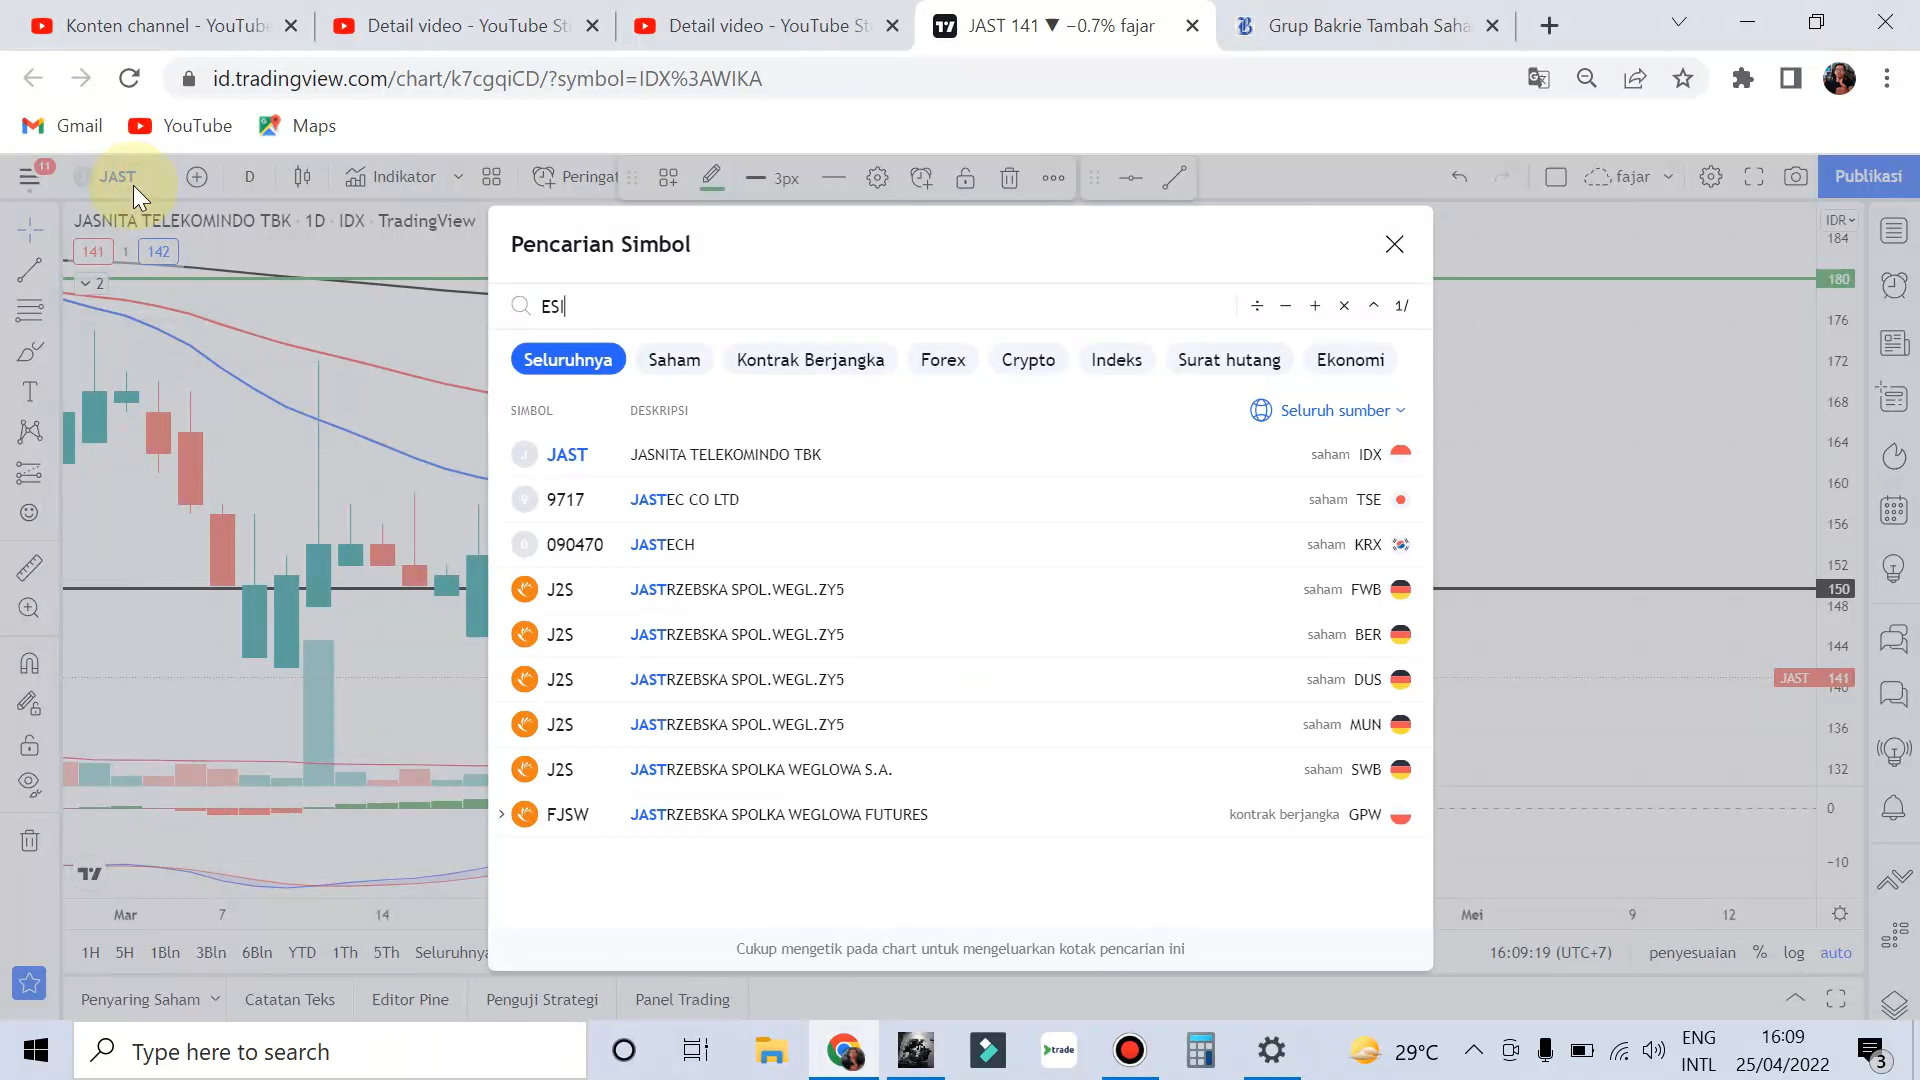 Konten channel - YouTube
Detail video - YouTube St
Detail video - YouTube St
JAST 141 ▼ −0.7% fajar
Grup Bakrie Tambah Saha
id.tradingview.com/chart/k7cgqiCD/?symbol=IDX%3AWIKA
Gmail
YouTube
Maps
11
JAST
D
Indikator
Peringat
3px
fajar
Publikasi
JASNITA TELEKOMINDO TBK · 1D · IDX · TradingView
141 1 142
2
IDR
184
180
176
172
168
164
160
156
152
150
148
144
JAST 141
136
132
0
−10
Pencarian Simbol
ESI
÷ − + × ^ 1/
Seluruhnya
Saham
Kontrak Berjangka
Forex
Crypto
Indeks
Surat hutang
Ekonomi
SIMBOL DESKRIPSI
Seluruh sumber
JAST JASNITA TELEKOMINDO TBK saham IDX
9717 JASTEC CO LTD saham TSE
090470 JASTECH saham KRX
J2S JASTRZEBSKA SPOL.WEGL.ZY5 saham FWB
J2S JASTRZEBSKA SPOL.WEGL.ZY5 saham BER
J2S JASTRZEBSKA SPOL.WEGL.ZY5 saham DUS
J2S JASTRZEBSKA SPOL.WEGL.ZY5 saham MUN
J2S JASTRZEBSKA SPOLKA WEGLOWA S.A. saham SWB
FJSW JASTRZEBSKA SPOLKA WEGLOWA FUTURES kontrak berjangka GPW
Cukup mengetik pada chart untuk mengeluarkan kotak pencarian ini
Mar 7 14 Mei 9 12
1H 5H 1Bln 3Bln 6Bln YTD 1Th 5Th Seluruhnya
16:09:19 (UTC+7) penyesuaian % log auto
Penyaring Saham
Catatan Teks
Editor Pine
Penguji Strategi
Panel Trading
Type here to search
trade
29°C
ENG
INTL
16:09
25/04/2022
3